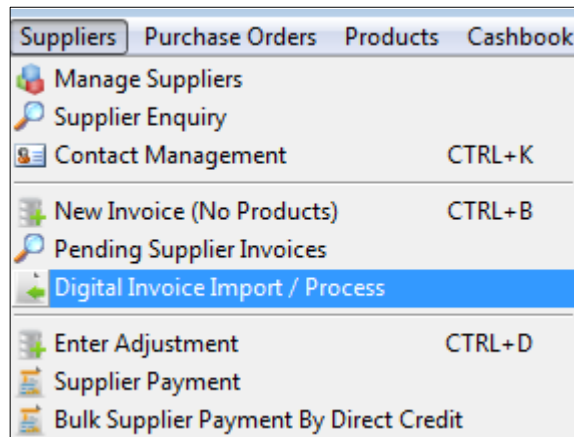 Suppliers Purchase Orders Products Cashbook
Manage Suppliers
Supplier Enquiry
Contact Management CTRL+K
New Invoice (No Products) CTRL+B
Pending Supplier Invoices
Digital Invoice Import / Process
Enter Adjustment CTRL+D
Supplier Payment
Bulk Supplier Payment By Direct Credit